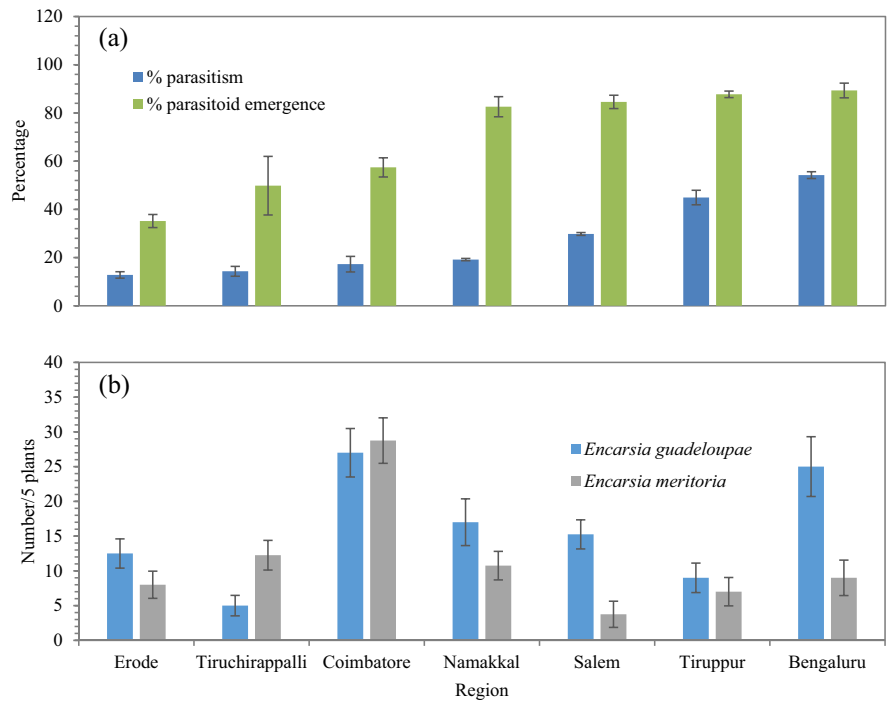 (a)
% parasitism
% parasitoid emergence
Percentage
120
100
80
60
40
20
0
(b)
Encarsia guadeloupae
Encarsia meritoria
Number/5 plants
40
35
30
25
20
15
10
5
0
Erode Tiruchirappalli Coimbatore Namakkal Salem Tiruppur Bengaluru
Region